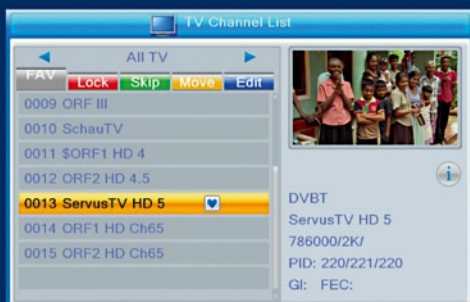 TV Channel List
All TV
FAV Lock Skip Move Edit
0009 ORF III
0010 SchauTV
0011 $ORF1 HD 4
0012 ORF2 HD 4.5
0013 ServusTV HD 5
0014 ORF1 HD Ch65
0015 ORF2 HD Ch65
DVBT
ServusTV HD 5
786000/2K/
PID: 220/221/220
GI: FEC: